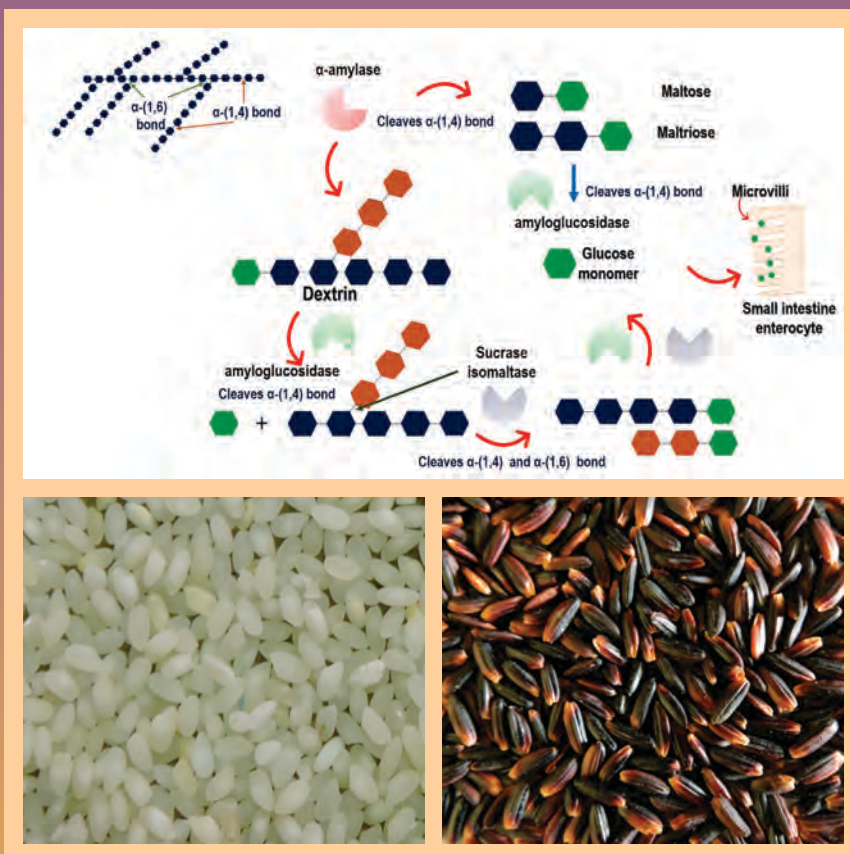 α-amylase
α-(1,6)
bond
α-(1,4) bond
Cleaves α-(1,4) bond
Maltose
Maltriose
Cleaves α-(1,4) bond
amyloglucosidase
Glucose
monomer
Microvilli
Small intestine
enterocyte
Dextrin
amyloglucosidase
Cleaves α-(1,4) bond
Sucrase
isomaltase
+
Cleaves α-(1,4) and α-(1,6) bond